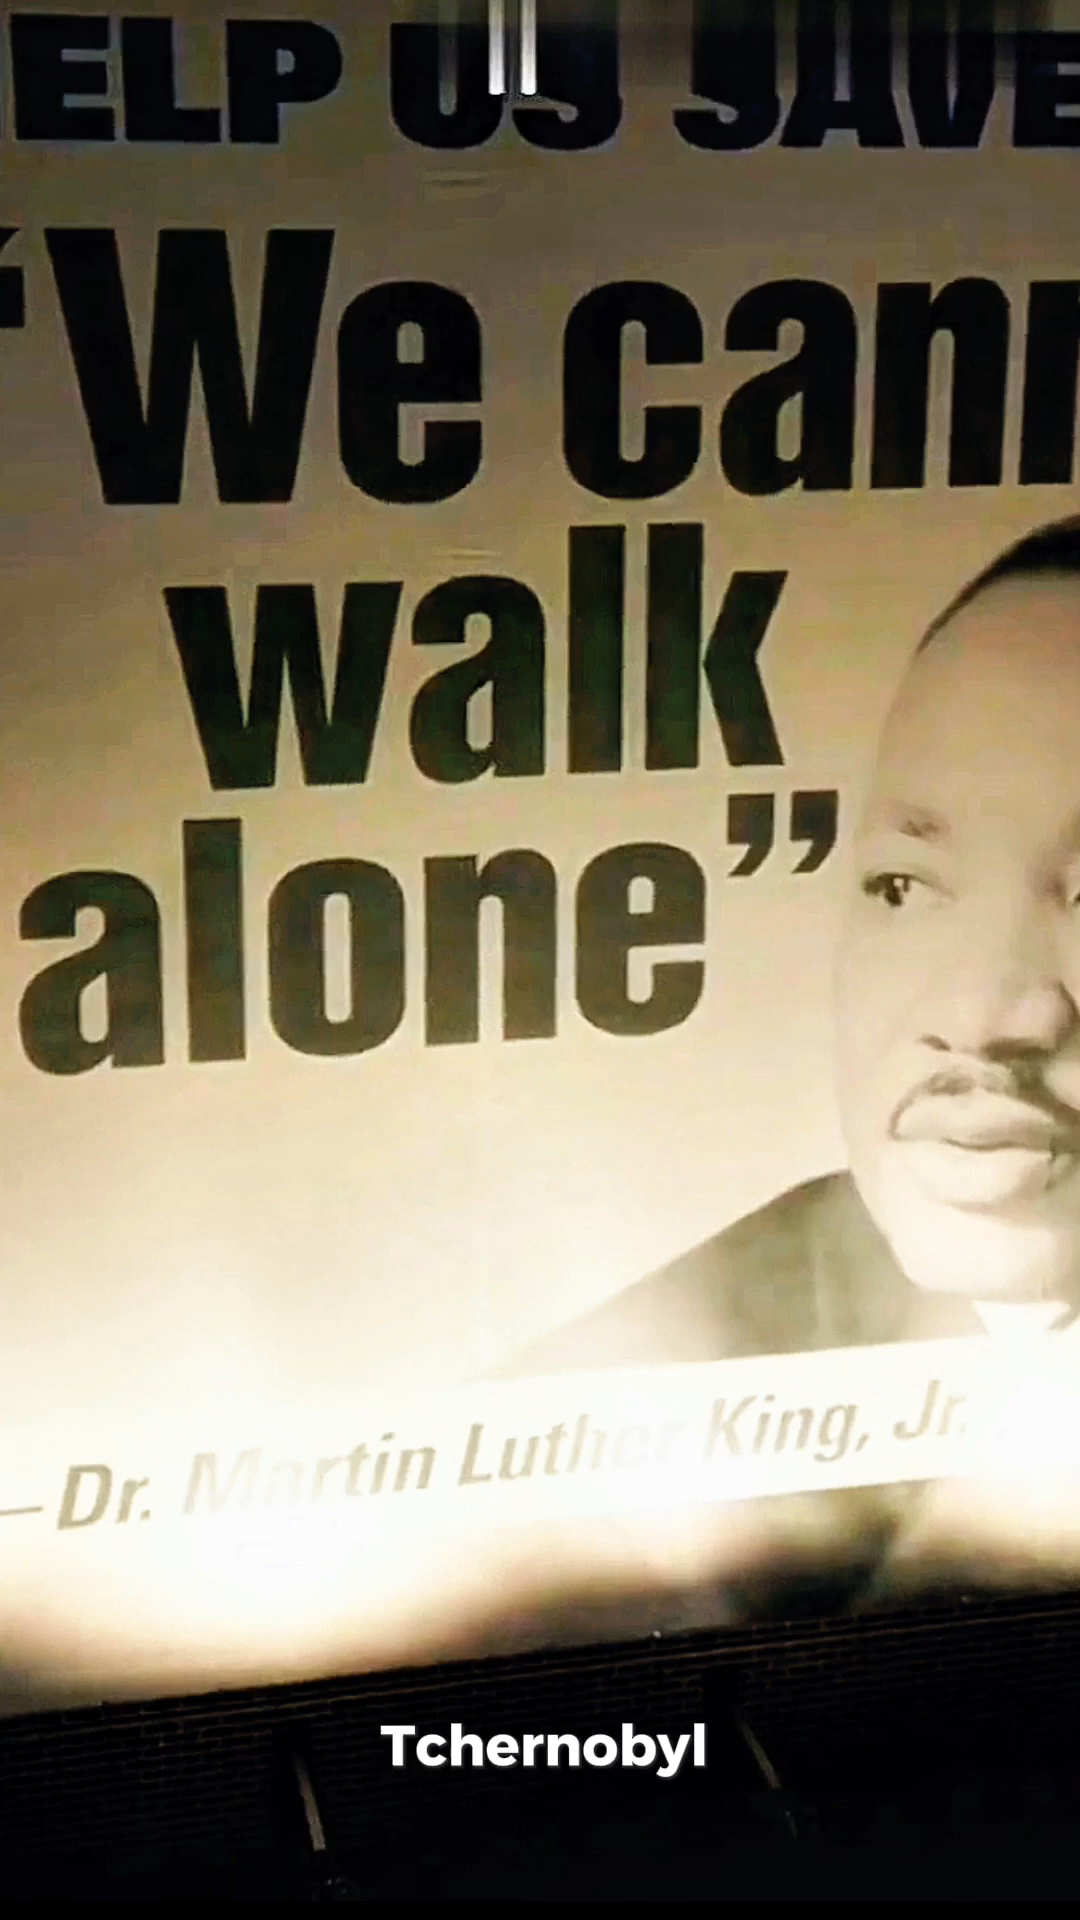 ELP US SAVE
“We cann
walk
alone”
—Dr. Martin Luther King, Jr.
Tchernobyl